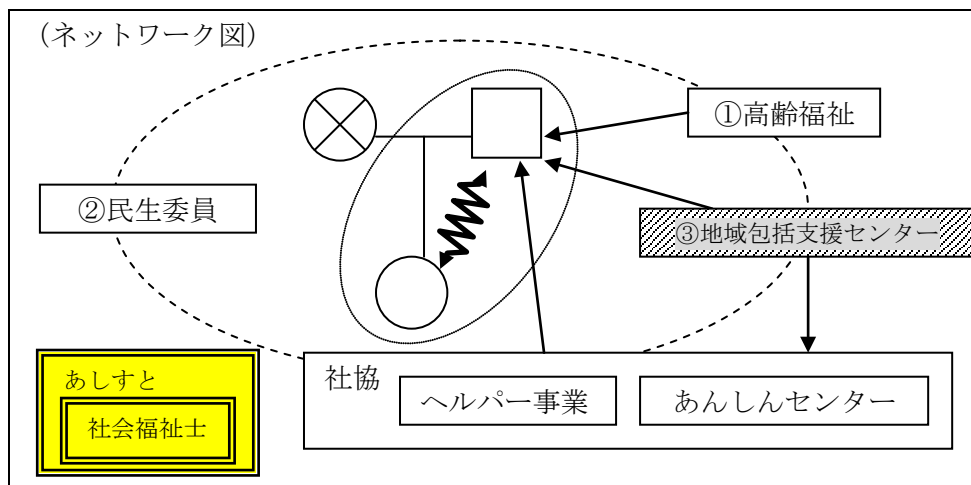 (ネットワーク図)
①高齢福祉
②民生委員
③地域包括支援センター
社協
ヘルパー事業
あんしんセンター
あしすと
社会福祉士